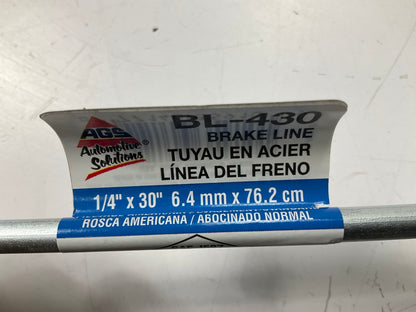 BL-430
BRAKE LINE
AGS
Automotive
Solutions®
TUYAU EN ACIER
LÍNEA DEL FRENO
1/4" x 30" 6.4 mm x 76.2 cm
ROSCA AMERICANA / ABOCINADO NORMAL